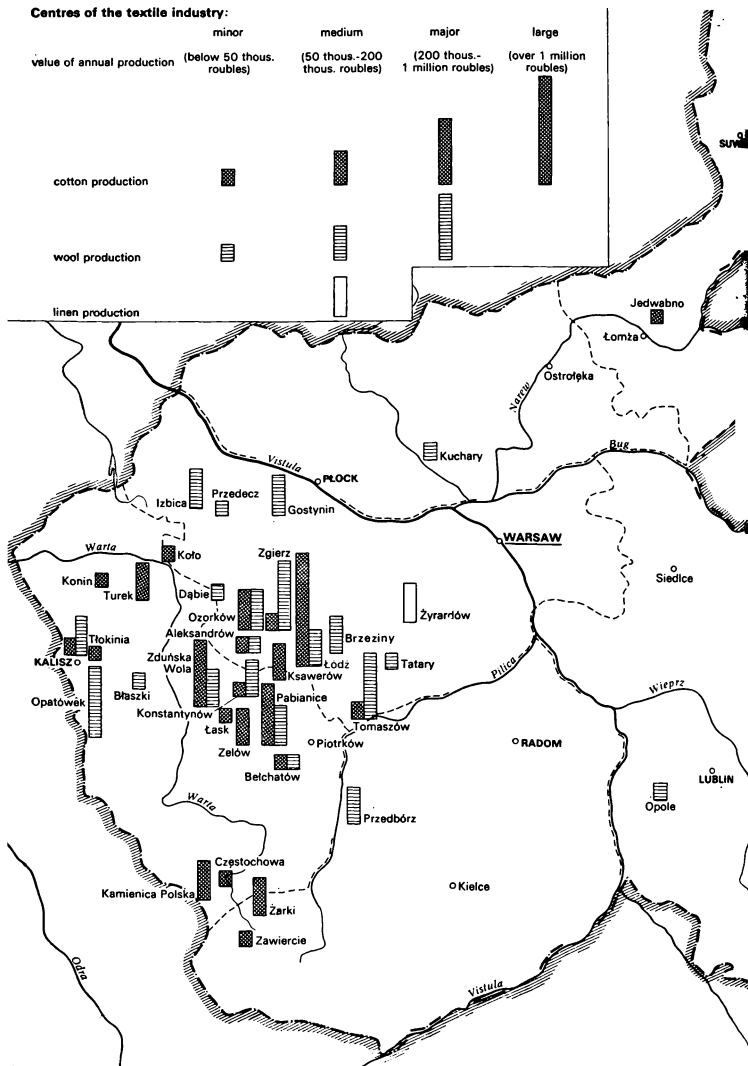 Centres of the textile industry:
minor medium major large
value of annual production (below 50 thous. roubles) (50 thous.-200 thous. roubles) (200 thous.- 1 million roubles) (over 1 million roubles)
cotton production
wool production
linen production
Jedwabno
Łomża
Ostrołęka
Narew
Kuchary
Bug
Vistula
PŁOCK
Izbica
Przedecz
Gostynin
WARSAW
Warta
Koło
Zgierz
Konin
Turek
Dąbie
Siedlce
Ozorków
Żyrardów
Aleksandrów
Brzeziny
Tłokinia
Zduńska
Wola
Łódź
KALISZ
Ksawerów
Tatary
Pilica
Błaszki
Opatówek
Pabianice
Wieprz
Konstantynów
Łask
Tomaszów
Zelów
Piotrków
RADOM
Bełchatów
LUBLIN
Warta
Opole
Przedbórz
Częstochowa
Kamienica Polska
Kielce
Żarki
Zawiercie
Odra
Vistula